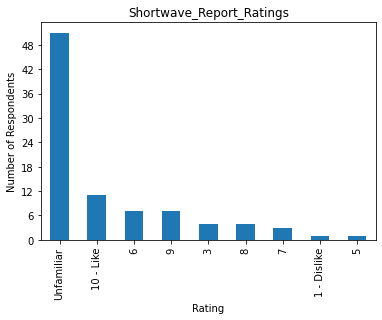 Shortwave_Report_Ratings
Number of Respondents
48
42
36
30
24
18
12
6
0
Unfamiliar
10 - Like
6
9
3
8
7
1 - Dislike
5
Rating